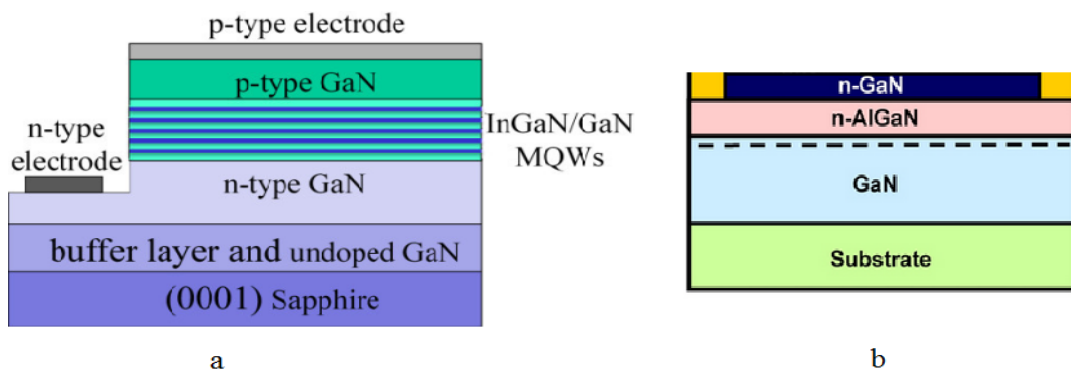 p-type electrode
p-type GaN
InGaN/GaN
MQWs
n-type
electrode
n-type GaN
buffer layer and undoped GaN
(0001) Sapphire
a
n-GaN
n-AlGaN
GaN
Substrate
b